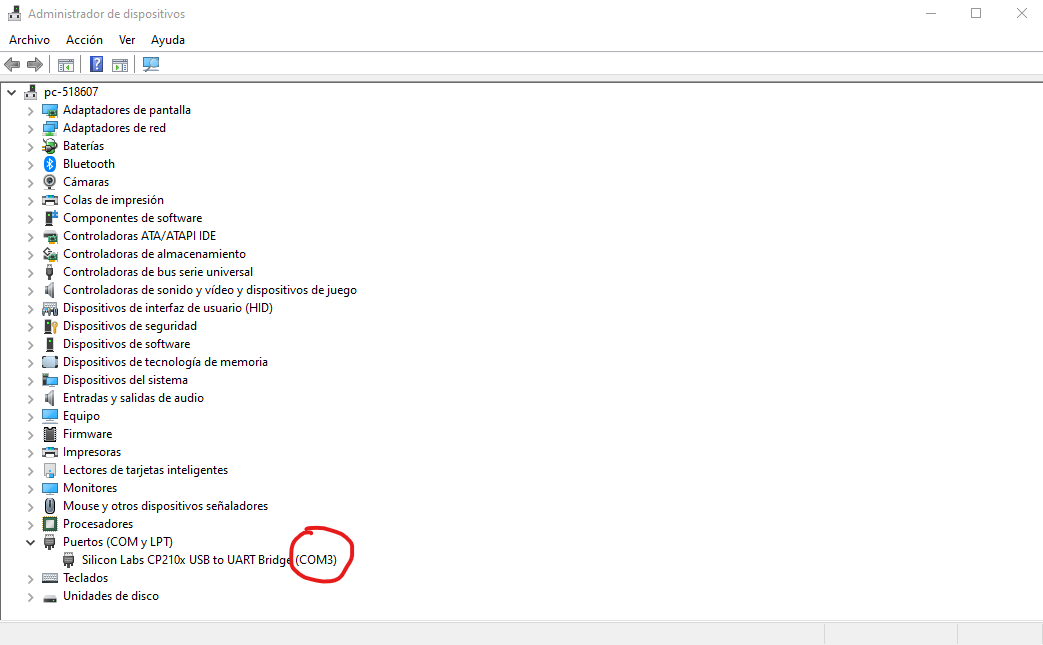 Administrador de dispositivos
Archivo Acción Ver Ayuda
pc-518607
Adaptadores de pantalla
Adaptadores de red
Baterías
Bluetooth
Cámaras
Colas de impresión
Componentes de software
Controladoras ATA/ATAPI IDE
Controladoras de almacenamiento
Controladoras de bus serie universal
Controladoras de sonido y vídeo y dispositivos de juego
Dispositivos de interfaz de usuario (HID)
Dispositivos de seguridad
Dispositivos de software
Dispositivos de tecnología de memoria
Dispositivos del sistema
Entradas y salidas de audio
Equipo
Firmware
Impresoras
Lectores de tarjetas inteligentes
Monitores
Mouse y otros dispositivos señaladores
Procesadores
Puertos (COM y LPT)
Silicon Labs CP210x USB to UART Bridge (COM3)
Teclados
Unidades de disco